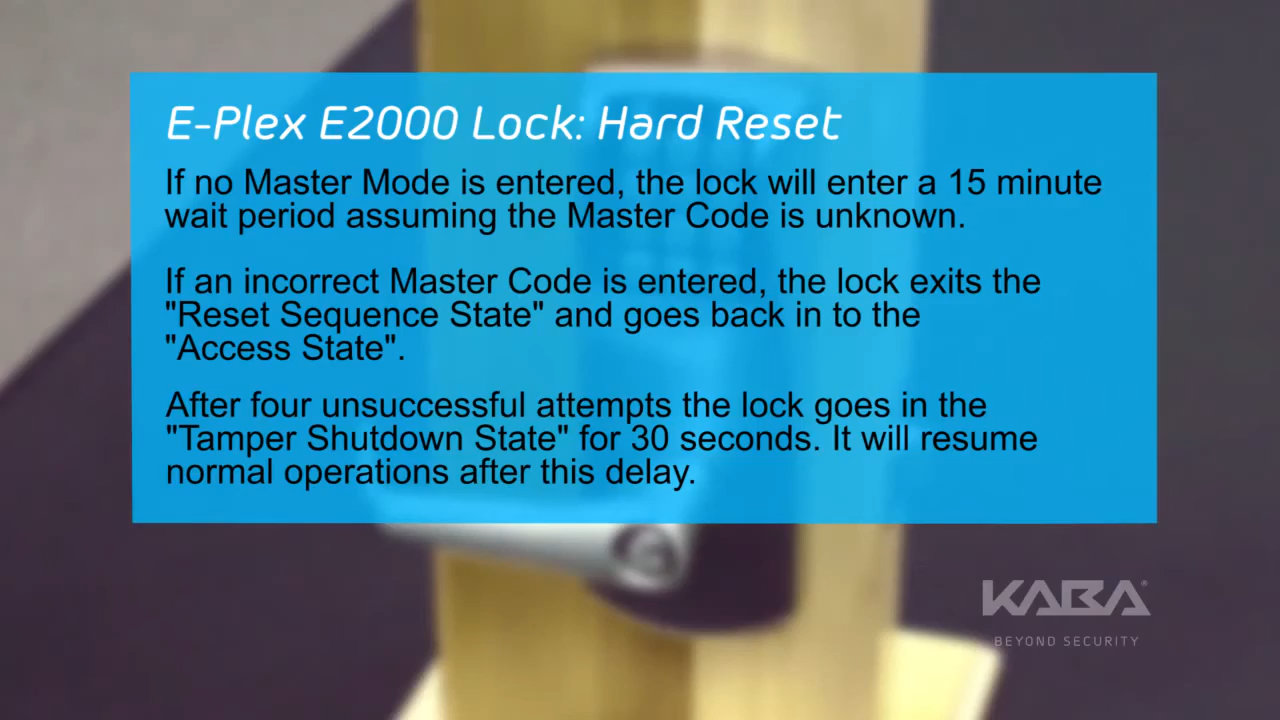 E-Plex E2000 Lock: Hard Reset
If no Master Mode is entered, the lock will enter a 15 minute
wait period assuming the Master Code is unknown.
If an incorrect Master Code is entered, the lock exits the
"Reset Sequence State" and goes back in to the
"Access State".
After four unsuccessful attempts the lock goes in the
"Tamper Shutdown State" for 30 seconds. It will resume
normal operations after this delay.
KABA®
BEYOND SECURITY